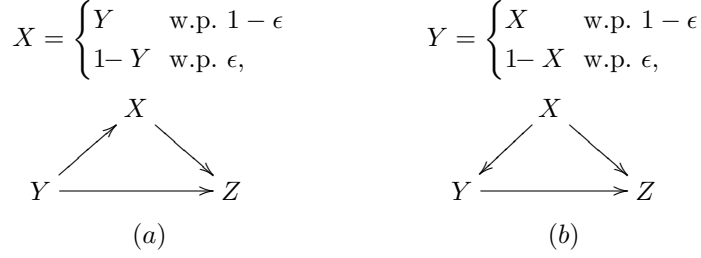 X = { Y w.p. 1 − ϵ
1− Y w.p. ϵ,
Y = { X w.p. 1 − ϵ
1− X w.p. ϵ,
X
Y Z
(a)
X
Y Z
(b)